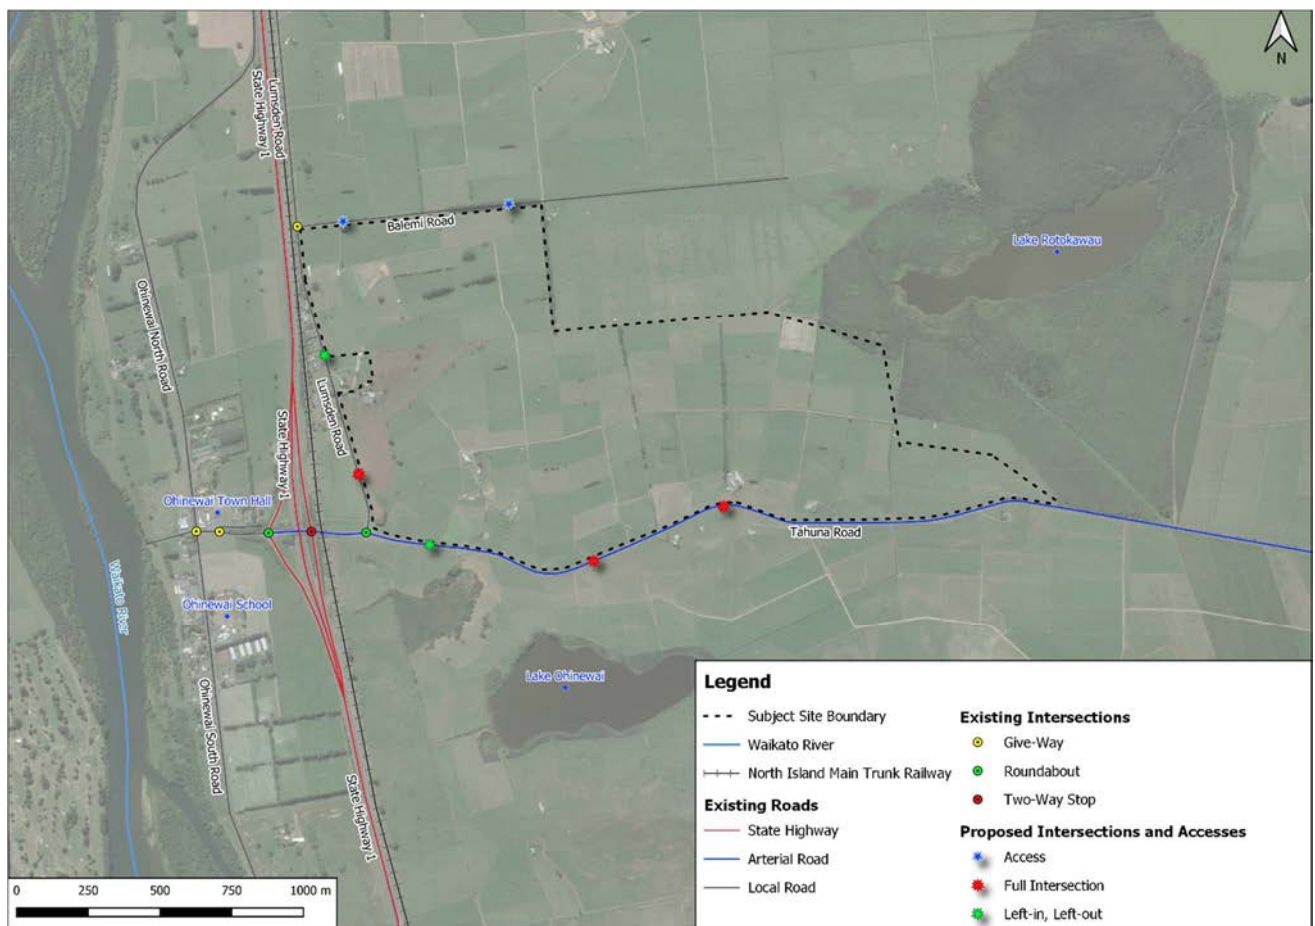 N
State Highway 1
Lumsden Road
Balemi Road
Lake Rotokawau
Ohinewai North Road
State Highway 1
Lumsden Road
Ohinewai Town Hall
Tahuna Road
Waikato River
Ohinewai School
Lake Ohinewai
Ohinewai South Road
State Highway 1
Legend
Subject Site Boundary
Waikato River
North Island Main Trunk Railway
Existing Roads
State Highway
Arterial Road
Local Road
Existing Intersections
Give-Way
Roundabout
Two-Way Stop
Proposed Intersections and Accesses
Access
Full Intersection
Left-in, Left-out
0 250 500 750 1000 m